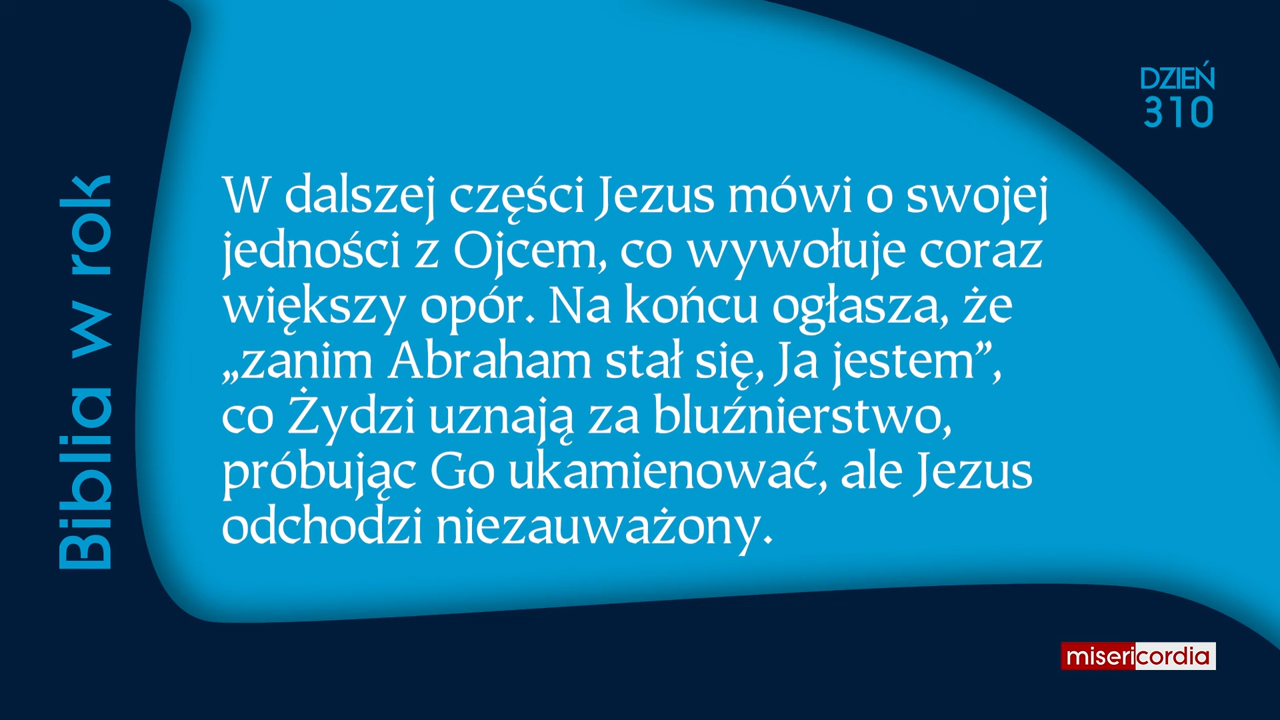 Biblia w rok
DZIEŃ
310
W dalszej części Jezus mówi o swojej
jedności z Ojcem, co wywołuje coraz
większy opór. Na końcu ogłasza, że
„zanim Abraham stał się, Ja jestem”,
co Żydzi uznają za bluźnierstwo,
próbując Go ukamienować, ale Jezus
odchodzi niezauważony.
misericordia